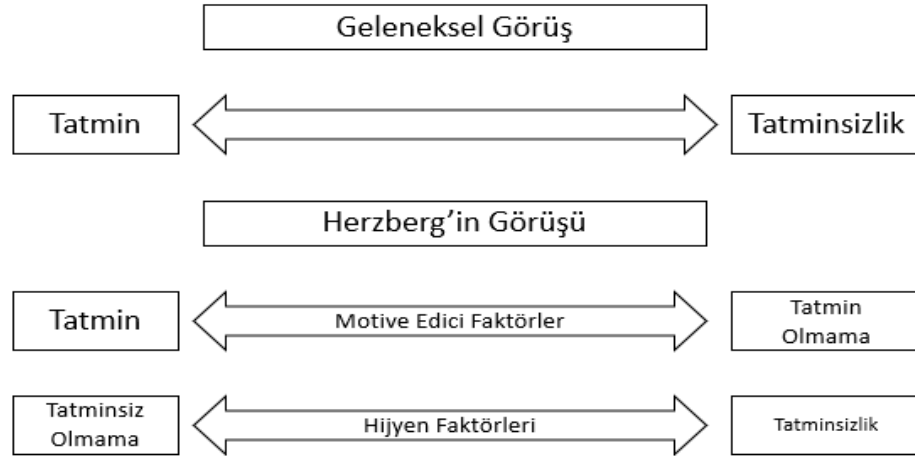 Geleneksel Görüş
Tatmin
Tatminsizlik
Herzberg’in Görüşü
Tatmin
Motive Edici Faktörler
Tatmin
Olmama
Tatminsiz
Olmama
Hijyen Faktörleri
Tatminsizlik